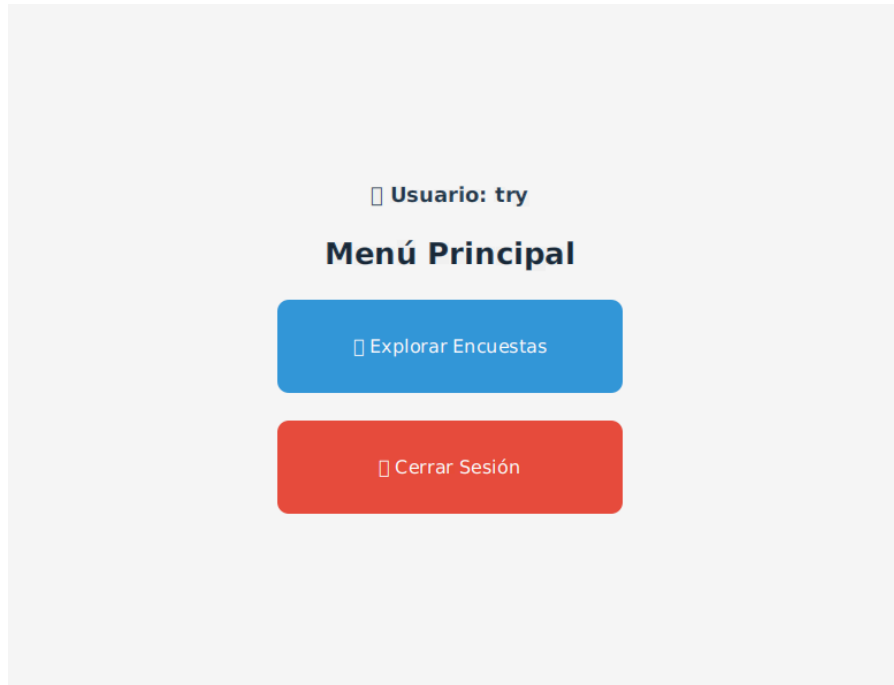 Usuario: try
Menú Principal
Explorar Encuestas
Cerrar Sesión